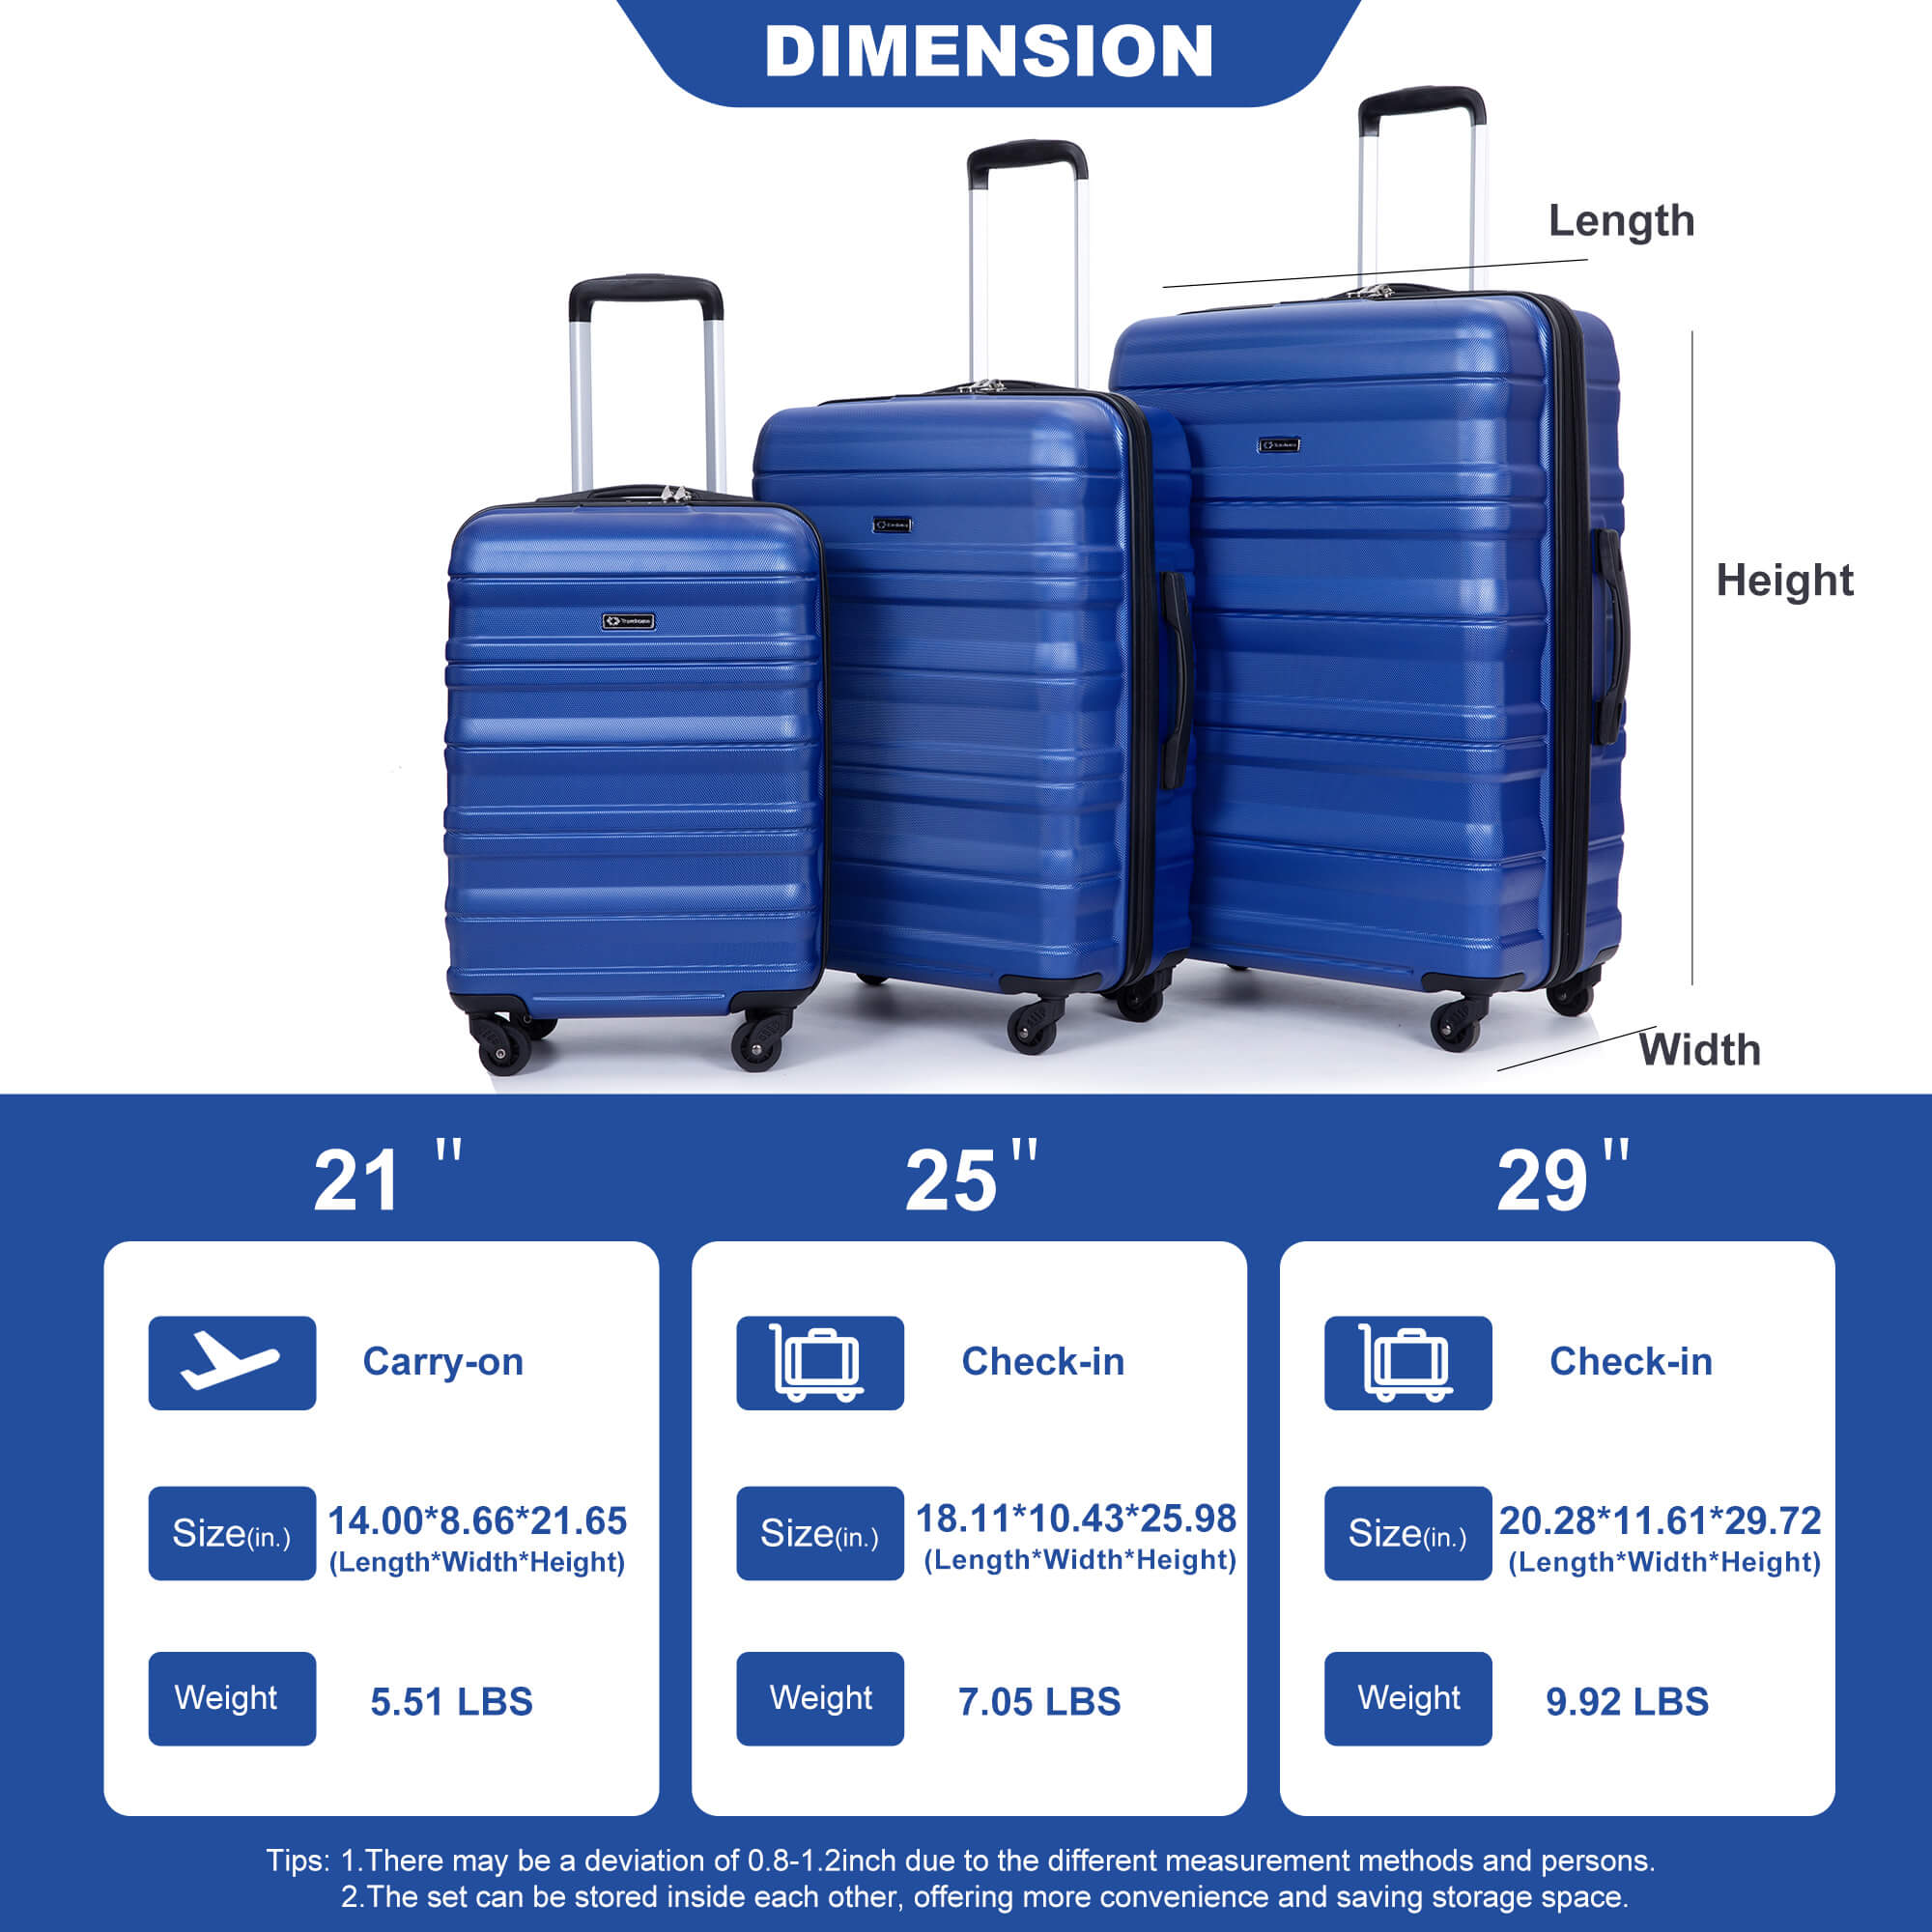 DIMENSION
Length
Height
Width
21 "
25 "
29 "
Carry-on
Size(in.)
14.00*8.66*21.65
(Length*Width*Height)
Weight
5.51 LBS
Check-in
Size(in.)
18.11*10.43*25.98
(Length*Width*Height)
Weight
7.05 LBS
Check-in
Size(in.)
20.28*11.61*29.72
(Length*Width*Height)
Weight
9.92 LBS
Tips: 1.There may be a deviation of 0.8-1.2inch due to the different measurement methods and persons.
2.The set can be stored inside each other, offering more convenience and saving storage space.